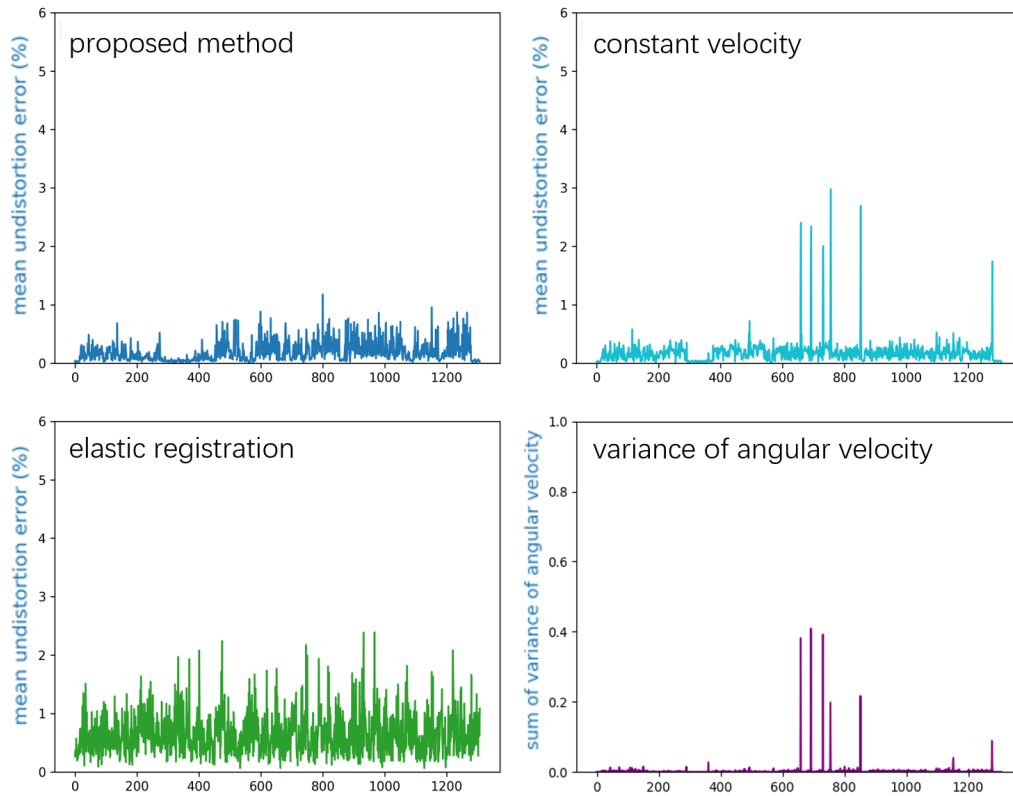 proposed method
mean undistortion error (%)
6
5
4
3
2
1
0
0 200 400 600 800 1000 1200
constant velocity
mean undistortion error (%)
6
5
4
3
2
1
0
0 200 400 600 800 1000 1200
elastic registration
mean undistortion error (%)
6
5
4
3
2
1
0
0 200 400 600 800 1000 1200
variance of angular velocity
sum of variance of angular velocity
1.0
0.8
0.6
0.4
0.2
0.0
0 200 400 600 800 1000 1200